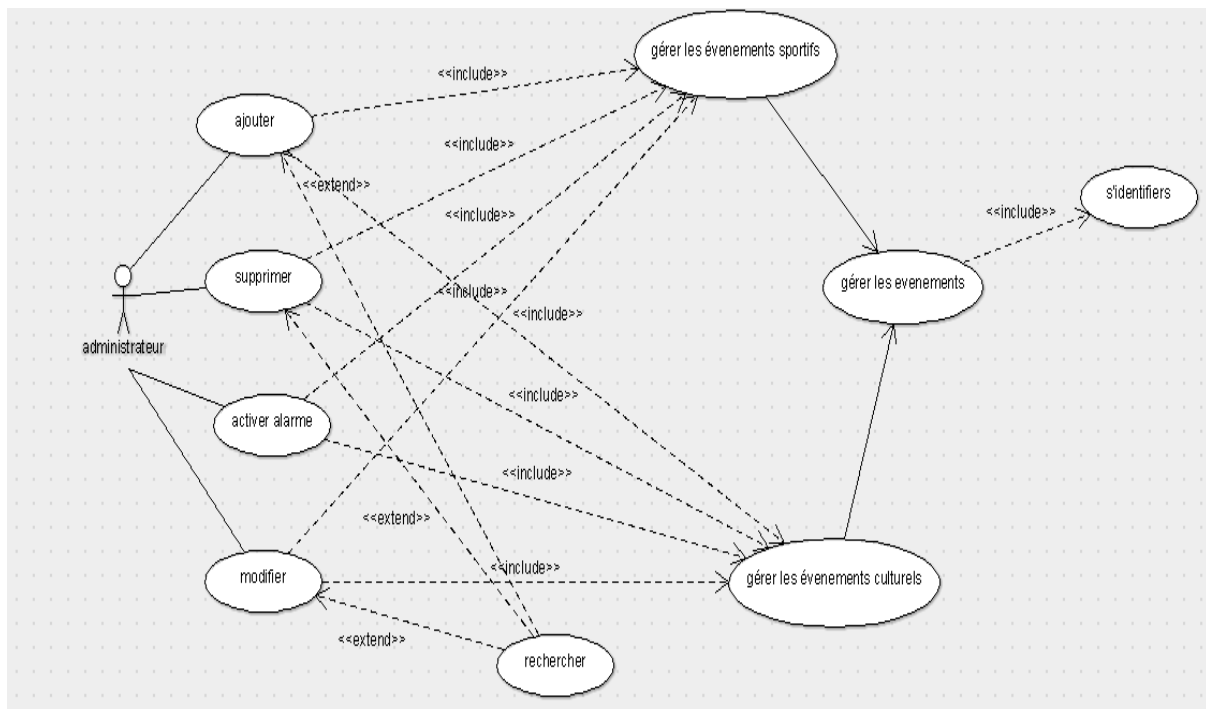 gérer les évenements sportifs
<<include>>
ajouter
<<include>>
<<extend>>
s'identifiers
<<include>>
<<include>>
supprimer
gérer les evenements
<<include>>
<<include>>
administrateur
<<include>>
activer alarme
<<include>>
<<extend>>
<<include>>
modifier
gérer les évenements culturels
<<extend>>
rechercher